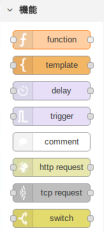 機能
function
template
delay
trigger
comment
http request
tcp request
switch